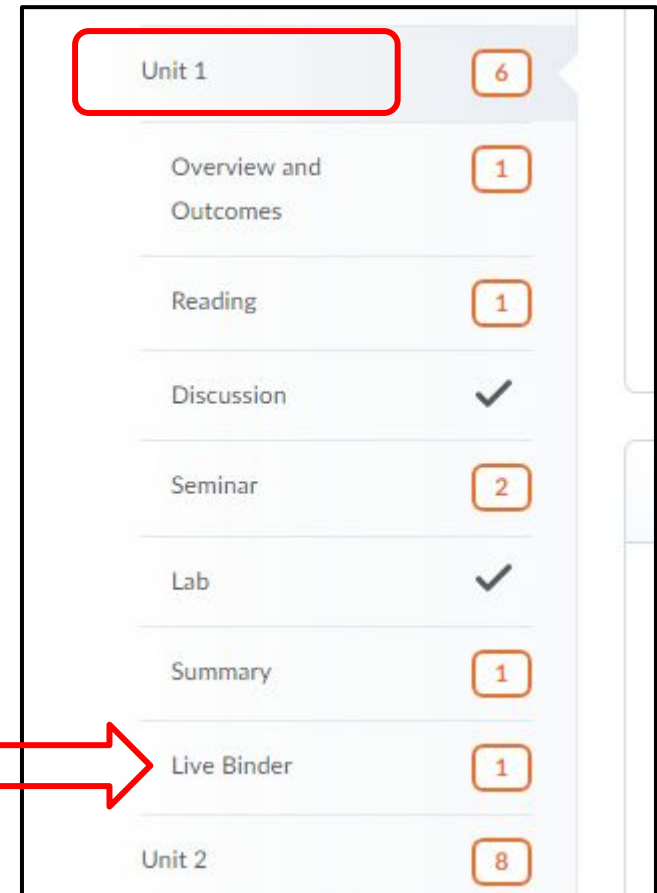 Unit 1 6
Overview and 1
Outcomes
Reading 1
Discussion
Seminar 2
Lab
Summary 1
Live Binder 1
Unit 2 8